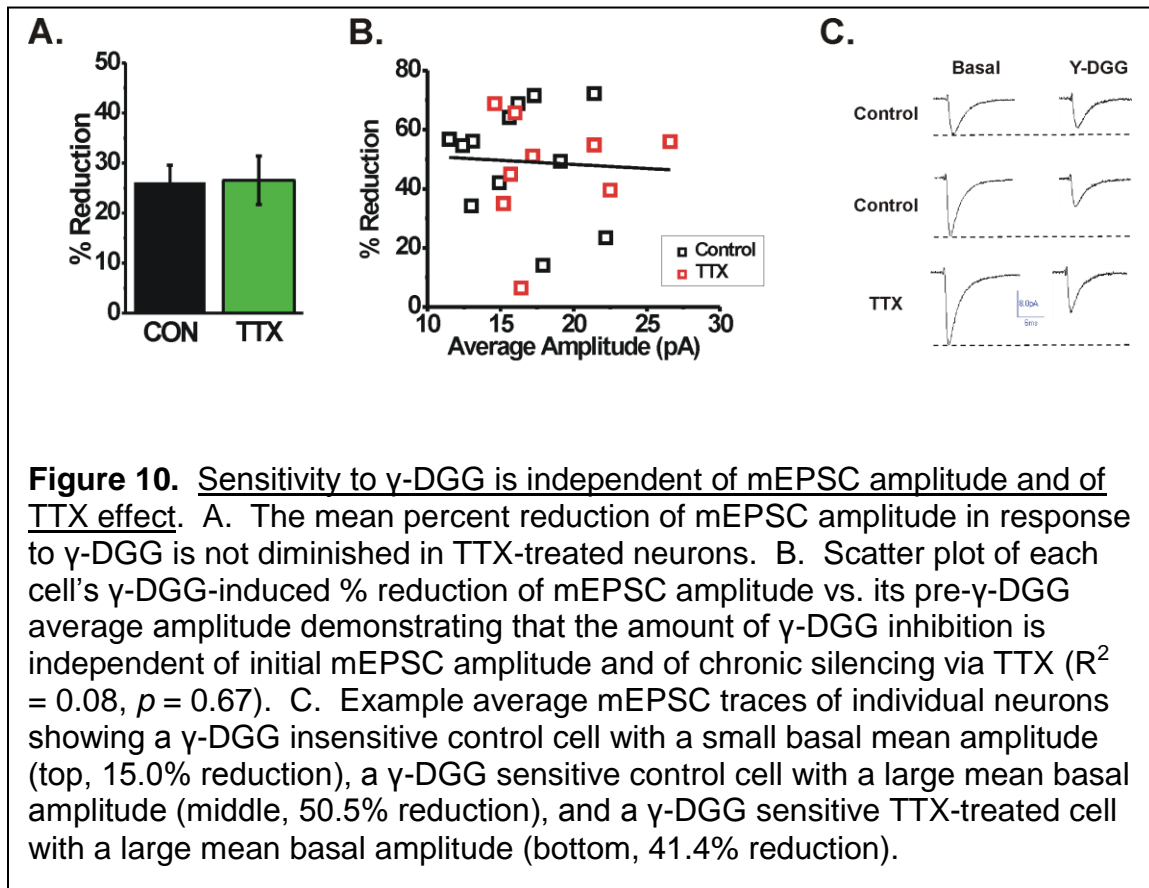 A.
50
40
30
20
10
0
% Reduction
CON TTX
B.
80
60
40
20
0
% Reduction
Control
TTX
10 15 20 25 30
Average Amplitude (pA)
C.
Basal Y-DGG
Control
Control
TTX
8.0pA
6ms
Figure 10. Sensitivity to γ-DGG is independent of mEPSC amplitude and of
TTX effect. A. The mean percent reduction of mEPSC amplitude in response
to γ-DGG is not diminished in TTX-treated neurons. B. Scatter plot of each
cell's γ-DGG-induced % reduction of mEPSC amplitude vs. its pre-γ-DGG
average amplitude demonstrating that the amount of γ-DGG inhibition is
independent of initial mEPSC amplitude and of chronic silencing via TTX (R²
= 0.08, p = 0.67). C. Example average mEPSC traces of individual neurons
showing a γ-DGG insensitive control cell with a small basal mean amplitude
(top, 15.0% reduction), a γ-DGG sensitive control cell with a large mean basal
amplitude (middle, 50.5% reduction), and a γ-DGG sensitive TTX-treated cell
with a large mean basal amplitude (bottom, 41.4% reduction).